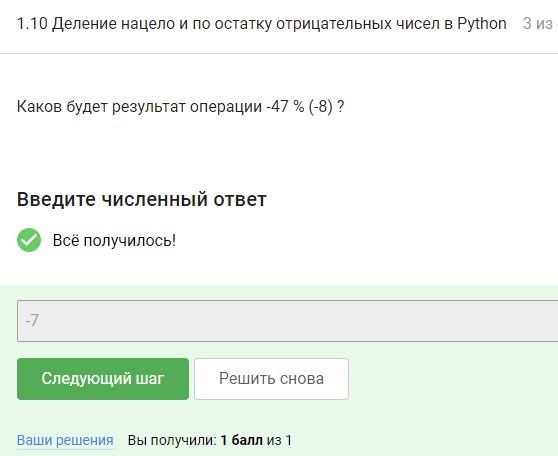 1.10 Деление нацело и по остатку отрицательных чисел в Python 3 из
Каков будет результат операции -47 % (-8) ?
Введите численный ответ
Всё получилось!
-7
Следующий шаг Решить снова
Ваши решения Вы получили: 1 балл из 1